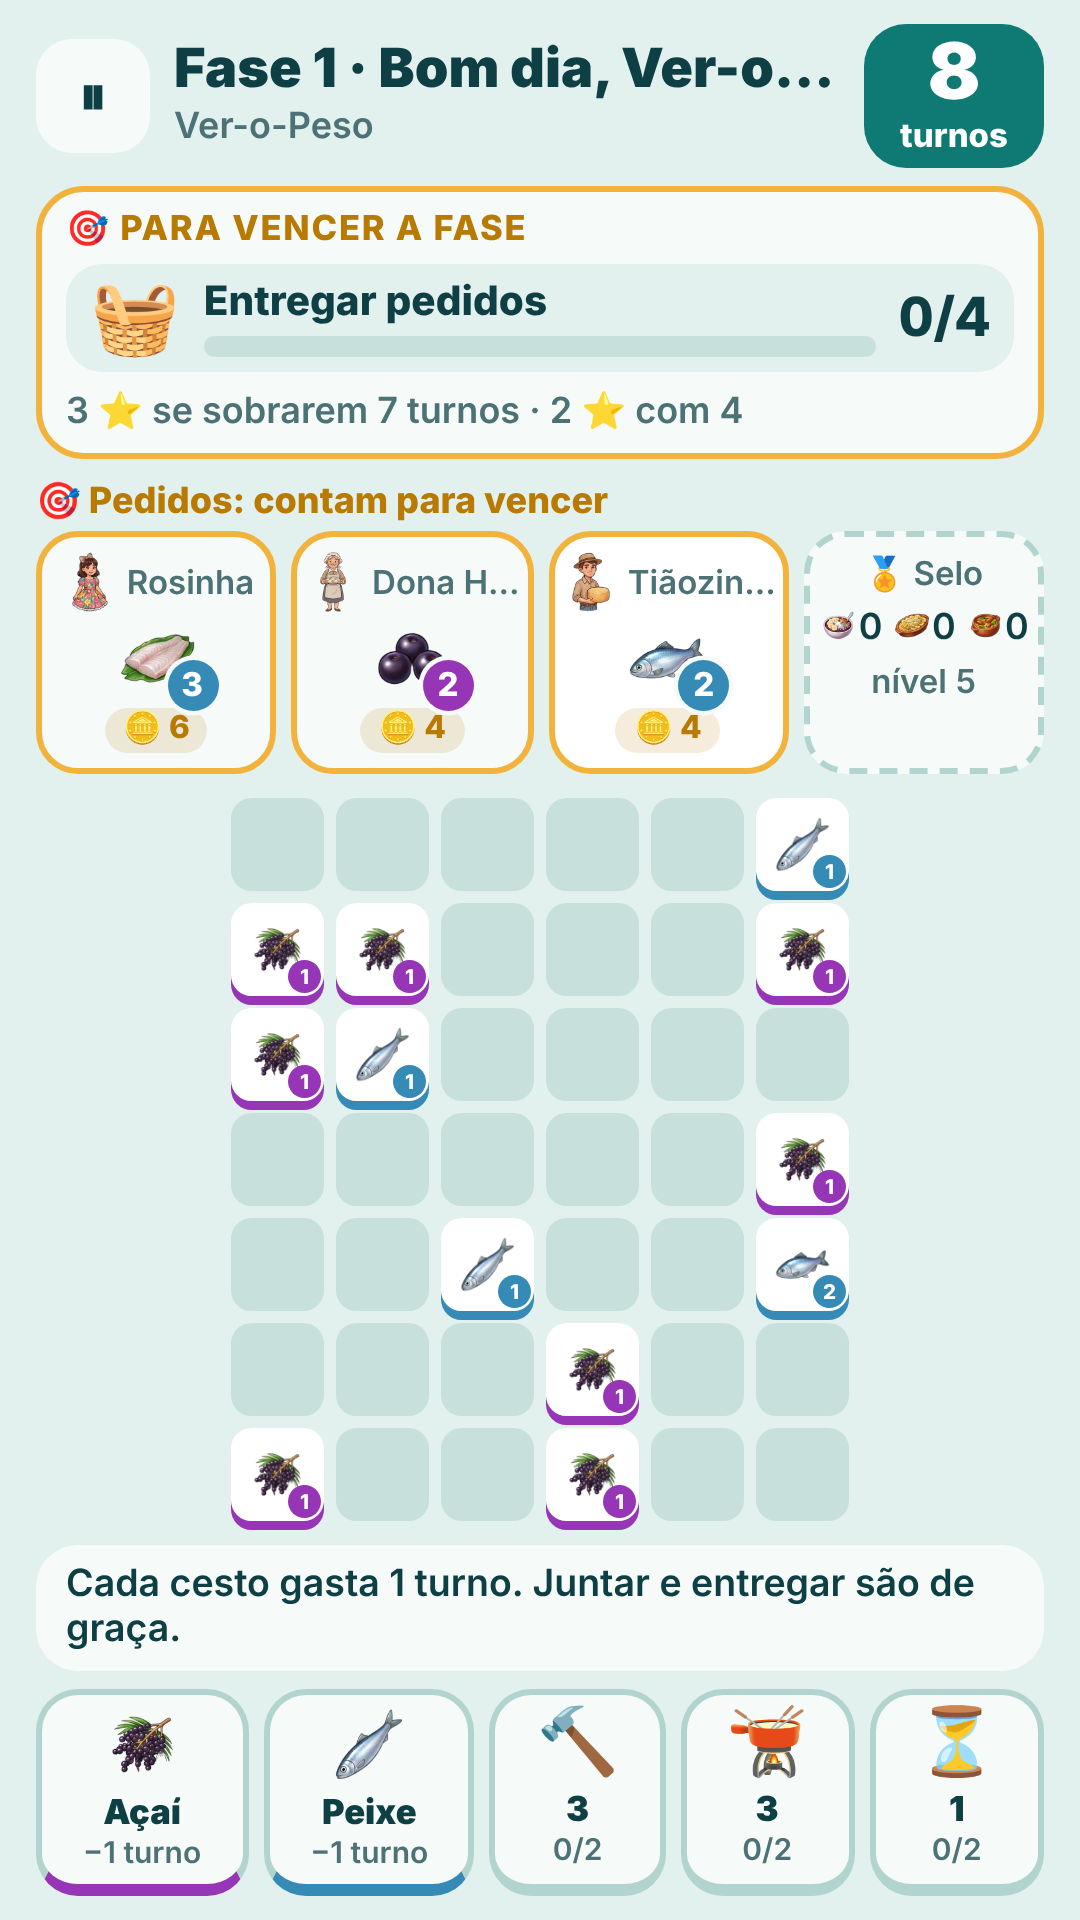 Fase 1 · Bom dia, Ver-o...
Ver-o-Peso
8
turnos
PARA VENCER A FASE
Entregar pedidos
0/4
3 ⭐ se sobrarem 7 turnos · 2 ⭐ com 4
Pedidos: contam para vencer
Rosinha
3
6
Dona H...
2
4
Tiãozin...
2
4
Selo
0 0 0
nível 5
1
1 1 1
1 1
1
1 2
1
1 1
Cada cesto gasta 1 turno. Juntar e entregar são de
graça.
Açaí
−1 turno
Peixe
−1 turno
3
0/2
3
0/2
1
0/2